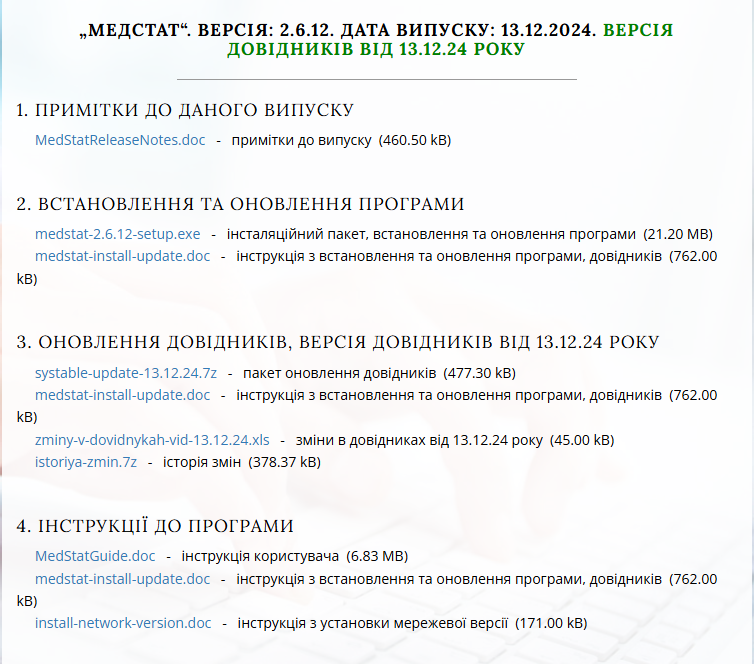 „МЕДСТАТ“. ВЕРСІЯ: 2.6.12. ДАТА ВИПУСКУ: 13.12.2024. ВЕРСІЯ
ДОВІДНИКІВ ВІД 13.12.24 РОКУ
1. ПРИМІТКИ ДО ДАНОГО ВИПУСКУ
MedStatReleaseNotes.doc - примітки до випуску (460.50 kB)
2. ВСТАНОВЛЕННЯ ТА ОНОВЛЕННЯ ПРОГРАМИ
medstat-2.6.12-setup.exe - інсталяційний пакет, встановлення та оновлення програми (21.20 MB)
medstat-install-update.doc - інструкція з встановлення та оновлення програми, довідників (762.00
kB)
3. ОНОВЛЕННЯ ДОВІДНИКІВ, ВЕРСІЯ ДОВІДНИКІВ ВІД 13.12.24 РОКУ
systable-update-13.12.24.7z - пакет оновлення довідників (477.30 kB)
medstat-install-update.doc - інструкція з встановлення та оновлення програми, довідників (762.00
kB)
zminy-v-dovidnykah-vid-13.12.24.xls - зміни в довідниках від 13.12.24 року (45.00 kB)
istoriya-zmin.7z - історія змін (378.37 kB)
4. ІНСТРУКЦІЇ ДО ПРОГРАМИ
MedStatGuide.doc - інструкція користувача (6.83 MB)
medstat-install-update.doc - інструкція з встановлення та оновлення програми, довідників (762.00
kB)
install-network-version.doc - інструкція з установки мережевої версії (171.00 kB)